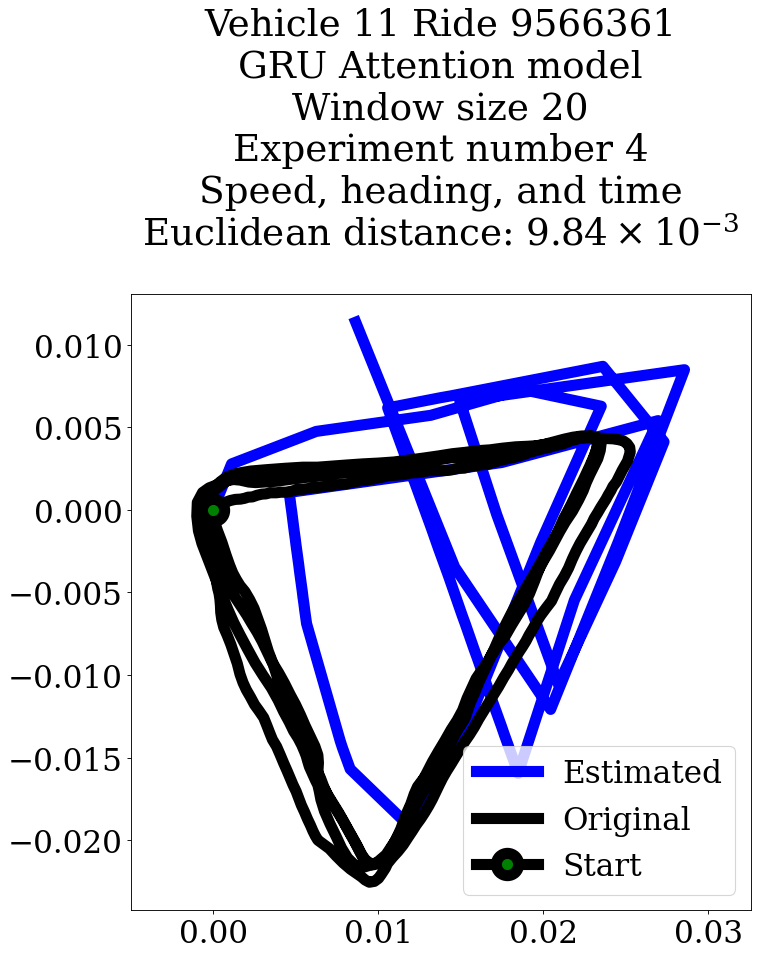 Vehicle 11 Ride 9566361
GRU Attention model
Window size 20
Experiment number 4
Speed, heading, and time
Euclidean distance: 9.84 × 10⁻³
0.010
0.005
0.000
−0.005
−0.010
−0.015
−0.020
Estimated
Original
Start
0.00 0.01 0.02 0.03